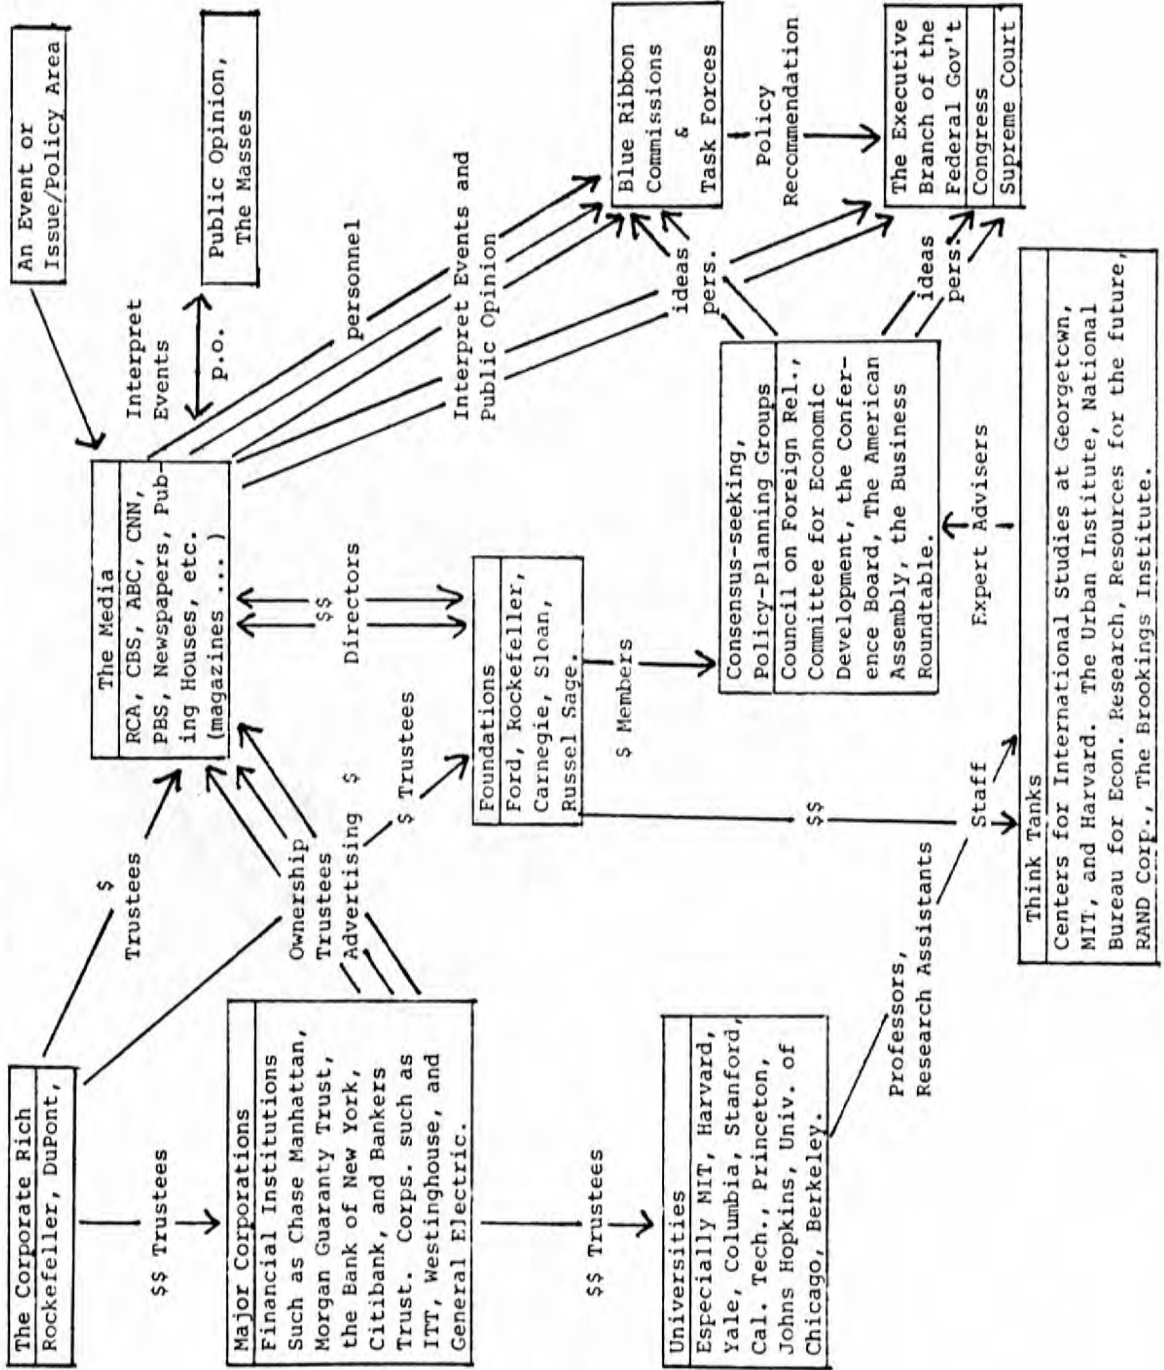 An Event or
Issue/Policy Area
Public Opinion,
The Masses
Interpret
Events
p.o.
The Media
RCA, CBS, ABC, CNN,
PBS, Newspapers, Pub-
ing Houses, etc.
(magazines ...)
personnel
Interpret Events and
Public Opinion
Blue Ribbon
Commissions
&
Task Forces
Policy
Recommendation
The Executive
Branch of the
Federal Gov't
Congress
Supreme Court
ideas
pers.
ideas
pers.
The Corporate Rich
Rockefeller, DuPont,
$
Trustees
$$ Trustees
Major Corporations
Financial Institutions
Such as Chase Manhattan,
Morgan Guaranty Trust,
the Bank of New York,
Citibank, and Bankers
Trust. Corps. such as
ITT, Westinghouse, and
General Electric.
Ownership
Trustees
Advertising $
$ Trustees
$$
Directors
Foundations
Ford, Rockefeller,
Carnegie, Sloan,
Russel Sage.
$ Members
Consensus-seeking,
Policy-Planning Groups
Council on Foreign Rel.,
Committee for Economic
Development, the Confer-
ence Board, The American
Assembly, the Business
Roundtable.
Expert Advisers
$$ Trustees
Universities
Especially MIT, Harvard,
Yale, Columbia, Stanford,
Cal. Tech., Princeton,
Johns Hopkins, Univ. of
Chicago, Berkeley.
Professors,
Research Assistants
Staff
$$
Think Tanks
Centers for International Studies at Georgetown,
MIT, and Harvard. The Urban Institute, National
Bureau for Econ. Research, Resources for the future,
RAND Corp., The Brookings Institute.